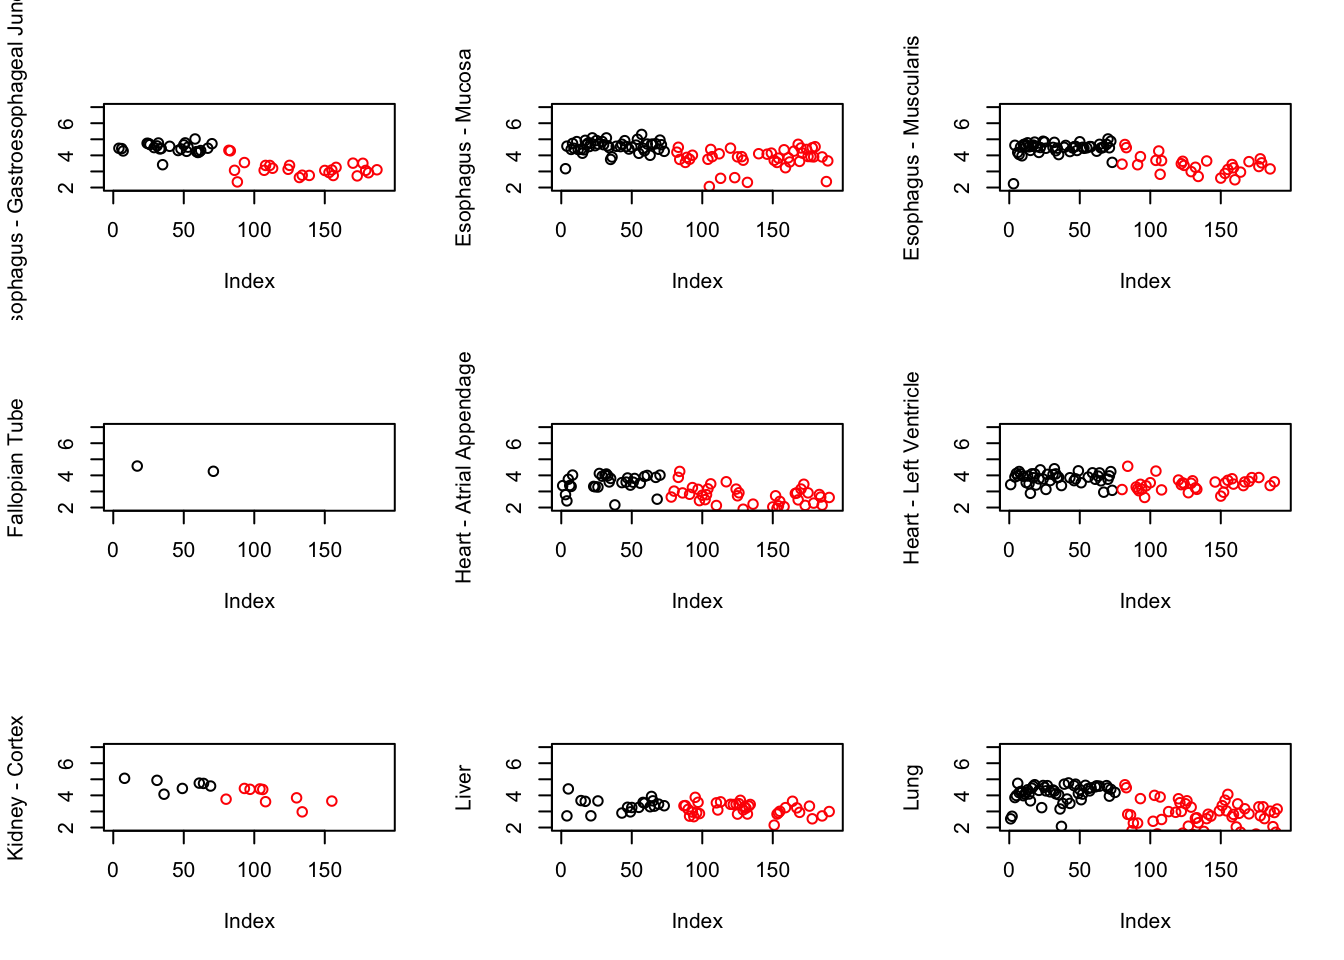 sophagus - Gastroesophageal Junc
2 4 6
0 50 100 150
Index
Esophagus - Mucosa
2 4 6
0 50 100 150
Index
Esophagus - Muscularis
2 4 6
0 50 100 150
Index
Fallopian Tube
2 4 6
0 50 100 150
Index
Heart - Atrial Appendage
2 4 6
0 50 100 150
Index
Heart - Left Ventricle
2 4 6
0 50 100 150
Index
Kidney - Cortex
2 4 6
0 50 100 150
Index
Liver
2 4 6
0 50 100 150
Index
Lung
2 4 6
0 50 100 150
Index